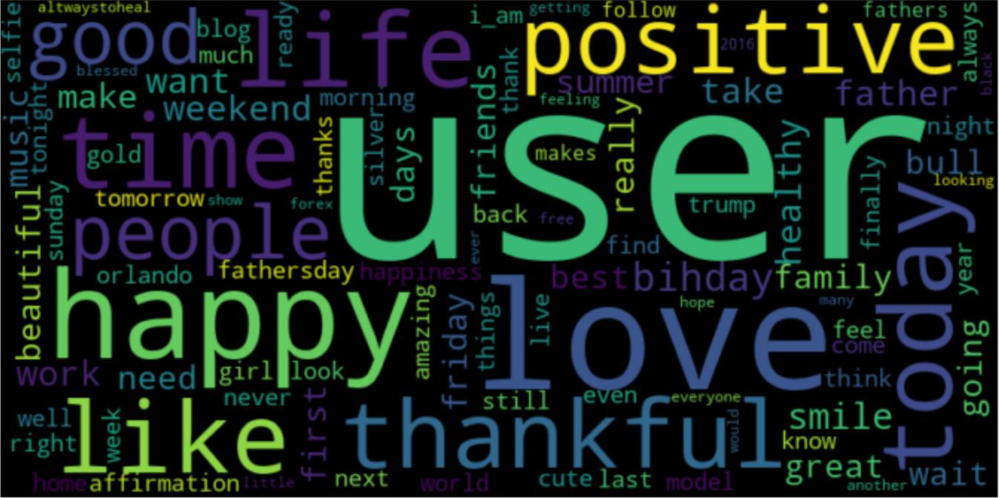 altwaystoheal
getting
follow
fathers
selfie
good
blog
life
ready
i_am
positive
always
much
2016
blessed
thank
black
want
summer
take
father
make
weekend
morning
friends
feeling
really
music
tonight
time
gold
thanks
silver
days
user
makes
healthy
night
bull
finally
looking
tomorrow
show
forex
trump
today
beautiful
sunday
people
back
free
ever
find
year
orlando
fathersday
happiness
best
bihday
family
happy
amazing
friday
things
live
love
hope
many
feel
come
going
work
need
girl
look
think
never
first
still
even
everyone
well
like
week
thankful
would
smile
right
know
great
wait
home
affirmation
little
next
world
cute
last
model
another